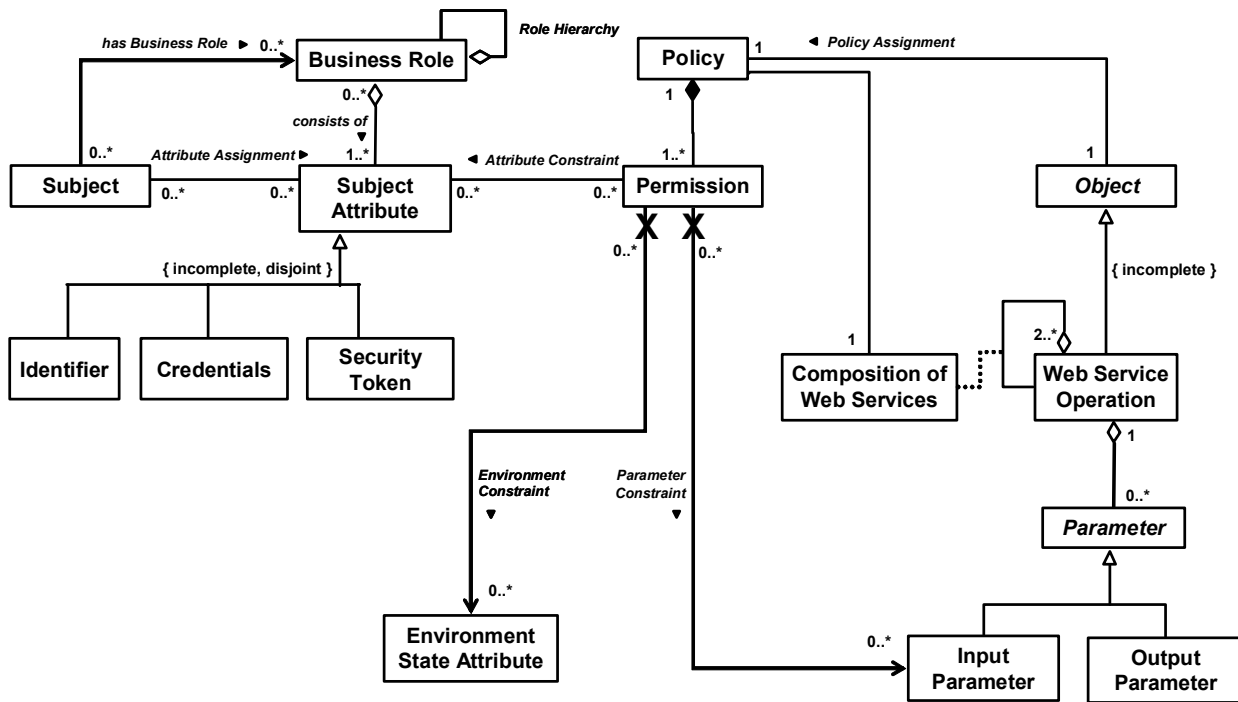 has Business Role ►
0..*
Business Role
Role Hierarchy
0..*
consists of
▼
1..*
Policy
1
◄ Policy Assignment
1
1..*
0..*
Attribute Assignment ►
◄ Attribute Constraint
1
Subject
0..*
0..*
Subject
Attribute
0..*
0..*
Permission
Object
0..*
0..*
{ incomplete, disjoint }
{ incomplete }
Identifier
Credentials
Security
Token
1
2..*
Composition of
Web Services
Web Service
Operation
1
Environment
Constraint
▼
Parameter
Constraint
▼
0..*
Parameter
0..*
Environment
State Attribute
0..*
Input
Parameter
Output
Parameter